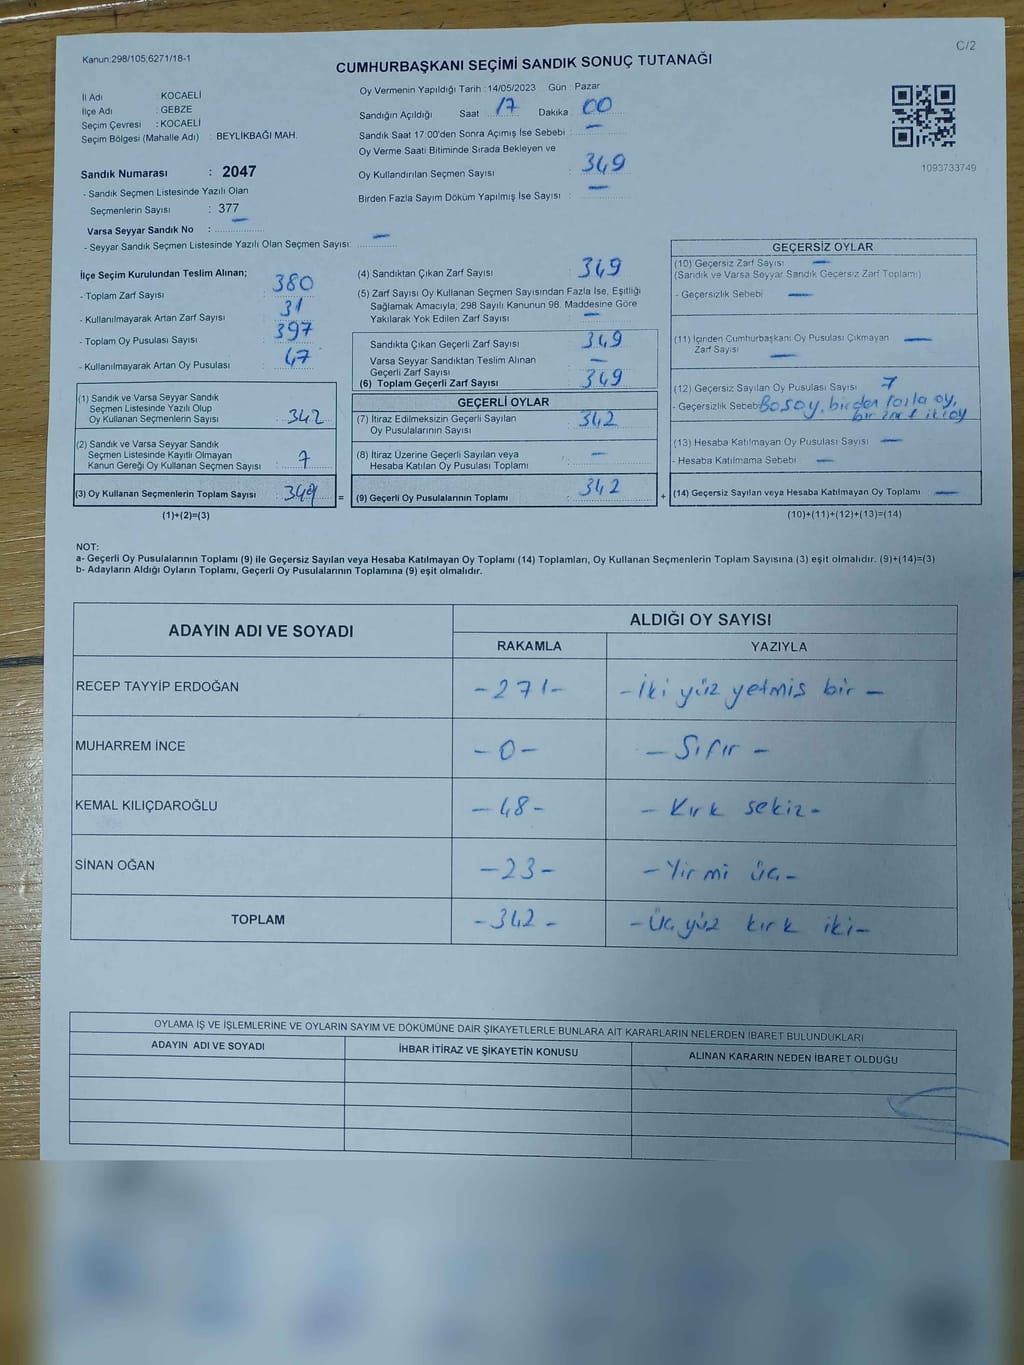 Kanun:298/105;6271/18-1
C/2
CUMHURBAŞKANI SEÇİMİ SANDIK SONUÇ TUTANAĞI
İl Adı : KOCAELİ
İlçe Adı : GEBZE
Seçim Çevresi : KOCAELİ
Seçim Bölgesi (Mahalle Adı) : BEYLİKBAĞI MAH.
Sandık Numarası : 2047
- Sandık Seçmen Listesinde Yazılı Olan
Seçmenlerin Sayısı : 377
Varsa Seyyar Sandık No : —
- Seyyar Sandık Seçmen Listesinde Yazılı Olan Seçmen Sayısı: —
Oy Vermenin Yapıldığı Tarih : 14/05/2023 Gün : Pazar
Sandığın Açıldığı Saat 17 Dakika 00
Sandık Saat 17:00'den Sonra Açımış İse Sebebi : —
Oy Verme Saati Bitiminde Sırada Bekleyen ve
Oy Kullandırılan Seçmen Sayısı : 349
Birden Fazla Sayım Döküm Yapılmış İse Sayısı : —
1093733749
İlçe Seçim Kurulundan Teslim Alınan;
- Toplam Zarf Sayısı : 380
- Kullanılmayarak Artan Zarf Sayısı : 31
- Toplam Oy Pusulası Sayısı : 397
- Kullanılmayarak Artan Oy Pusulası : 47
(1) Sandık ve Varsa Seyyar Sandık
Seçmen Listesinde Yazılı Olup
Oy Kullanan Seçmenlerin Sayısı : 342
(2) Sandık ve Varsa Seyyar Sandık
Seçmen Listesinde Kayıtlı Olmayan
Kanun Gereği Oy Kullanan Seçmen Sayısı : 7
(3) Oy Kullanan Seçmenlerin Toplam Sayısı : 349
(1)+(2)=(3)
(4) Sandıktan Çıkan Zarf Sayısı : 349
(5) Zarf Sayısı Oy Kullanan Seçmen Sayısından Fazla İse, Eşitliği
Sağlamak Amacıyla; 298 Sayılı Kanunun 98. Maddesine Göre
Yakılarak Yok Edilen Zarf Sayısı : —
Sandıkta Çıkan Geçerli Zarf Sayısı : 349
Varsa Seyyar Sandıktan Teslim Alınan
Geçerli Zarf Sayısı : —
(6) Toplam Geçerli Zarf Sayısı : 349
GEÇERLİ OYLAR
(7) İtiraz Edilmeksizin Geçerli Sayılan
Oy Pusulalarının Sayısı : 342
(8) İtiraz Üzerine Geçerli Sayılan veya
Hesaba Katılan Oy Pusulası Toplamı : —
= (9) Geçerli Oy Pusulalarının Toplamı : 342
GEÇERSİZ OYLAR
(10) Geçersiz Zarf Sayısı : —
(Sandık ve Varsa Seyyar Sandık Geçersiz Zarf Toplamı)
- Geçersizlik Sebebi : —
(11) İçinden Cumhurbaşkanı Oy Pusulası Çıkmayan
Zarf Sayısı : —
(12) Geçersiz Sayılan Oy Pusulası Sayısı : 7
- Geçersizlik Sebebi Boş oy, birden fazla oy,
bir zarf iki oy
(13) Hesaba Katılmayan Oy Pusulası Sayısı : —
- Hesaba Katılmama Sebebi : —
+ (14) Geçersiz Sayılan veya Hesaba Katılmayan Oy Toplamı : —
(10)+(11)+(12)+(13)=(14)
NOT:
a- Geçerli Oy Pusulalarının Toplamı (9) ile Geçersiz Sayılan veya Hesaba Katılmayan Oy Toplamı (14) Toplamları, Oy Kullanan Seçmenlerin Toplam Sayısına (3) eşit olmalıdır. (9)+(14)=(3)
b- Adayların Aldığı Oyların Toplamı, Geçerli Oy Pusulalarının Toplamına (9) eşit olmalıdır.
ADAYIN ADI VE SOYADI ALDIĞI OY SAYISI
RAKAMLA YAZIYLA
RECEP TAYYİP ERDOĞAN -271- -İki yüz yetmis bir -
MUHARREM İNCE -0- - Sıfır -
KEMAL KILIÇDAROĞLU -48- - Kırk sekiz -
SİNAN OĞAN -23- - Yirmi üç -
TOPLAM -342- - Üç yüz kırk iki -
OYLAMA İŞ VE İŞLEMLERİNE VE OYLARIN SAYIM VE DÖKÜMÜNE DAİR ŞİKAYETLERLE BUNLARA AİT KARARLARIN NELERDEN İBARET BULUNDUKLARI
ADAYIN ADI VE SOYADI İHBAR İTİRAZ VE ŞİKAYETİN KONUSU ALINAN KARARIN NEDEN İBARET OLDUĞU